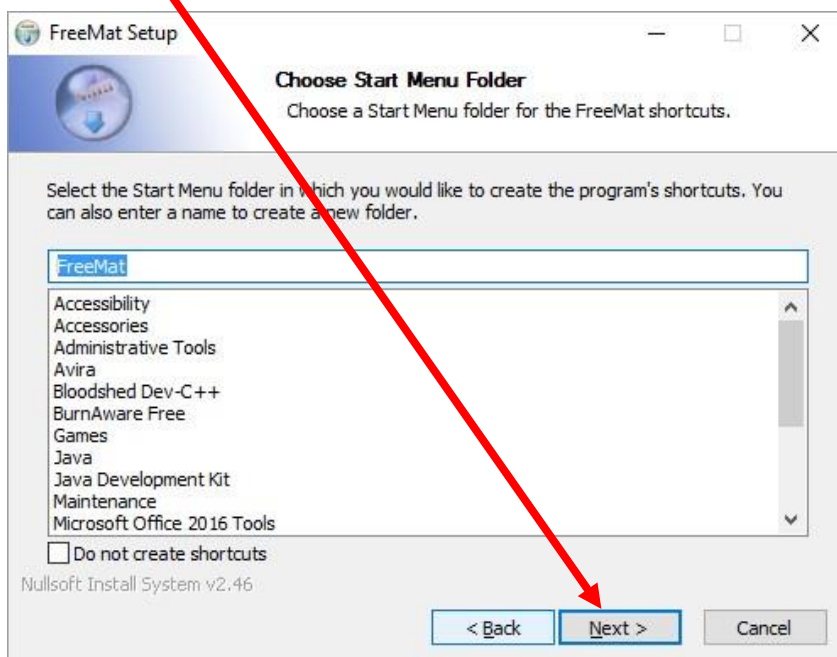 FreeMat Setup
Choose Start Menu Folder
Choose a Start Menu folder for the FreeMat shortcuts.
Select the Start Menu folder in which you would like to create the program's shortcuts. You
can also enter a name to create a new folder.
FreeMat
Accessibility
Accessories
Administrative Tools
Avira
Bloodshed Dev-C++
BurnAware Free
Games
Java
Java Development Kit
Maintenance
Microsoft Office 2016 Tools
Do not create shortcuts
Nullsoft Install System v2.46
< Back Next > Cancel